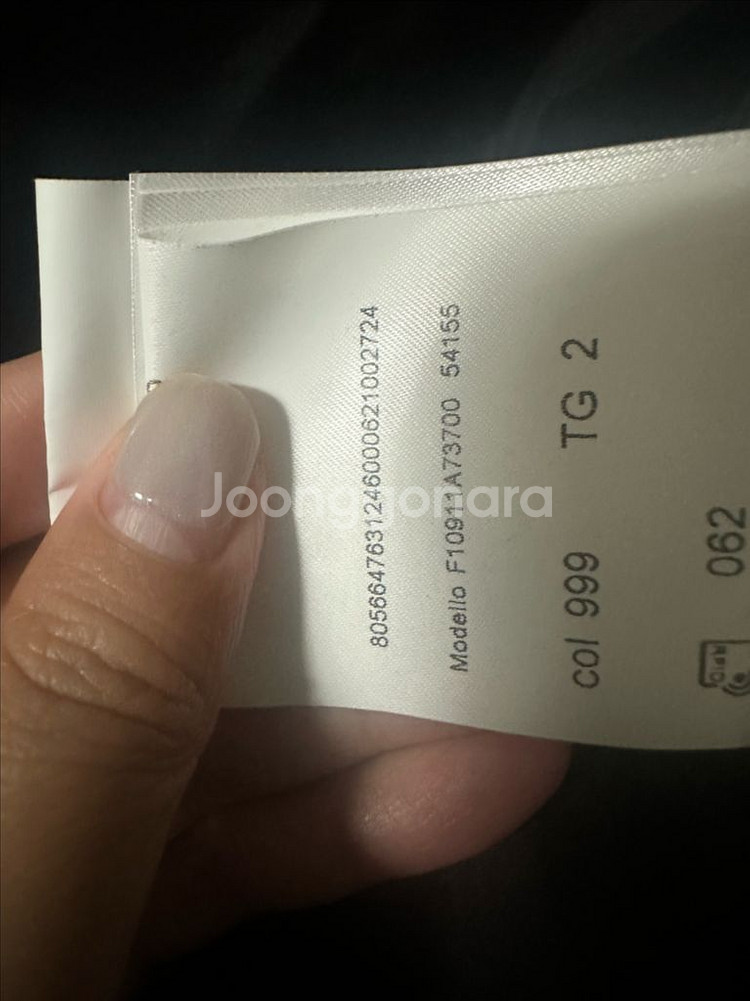 8056647631246000621002724
Modello F10911A73700 54155
col 999 TG 2
062
Joonggonara